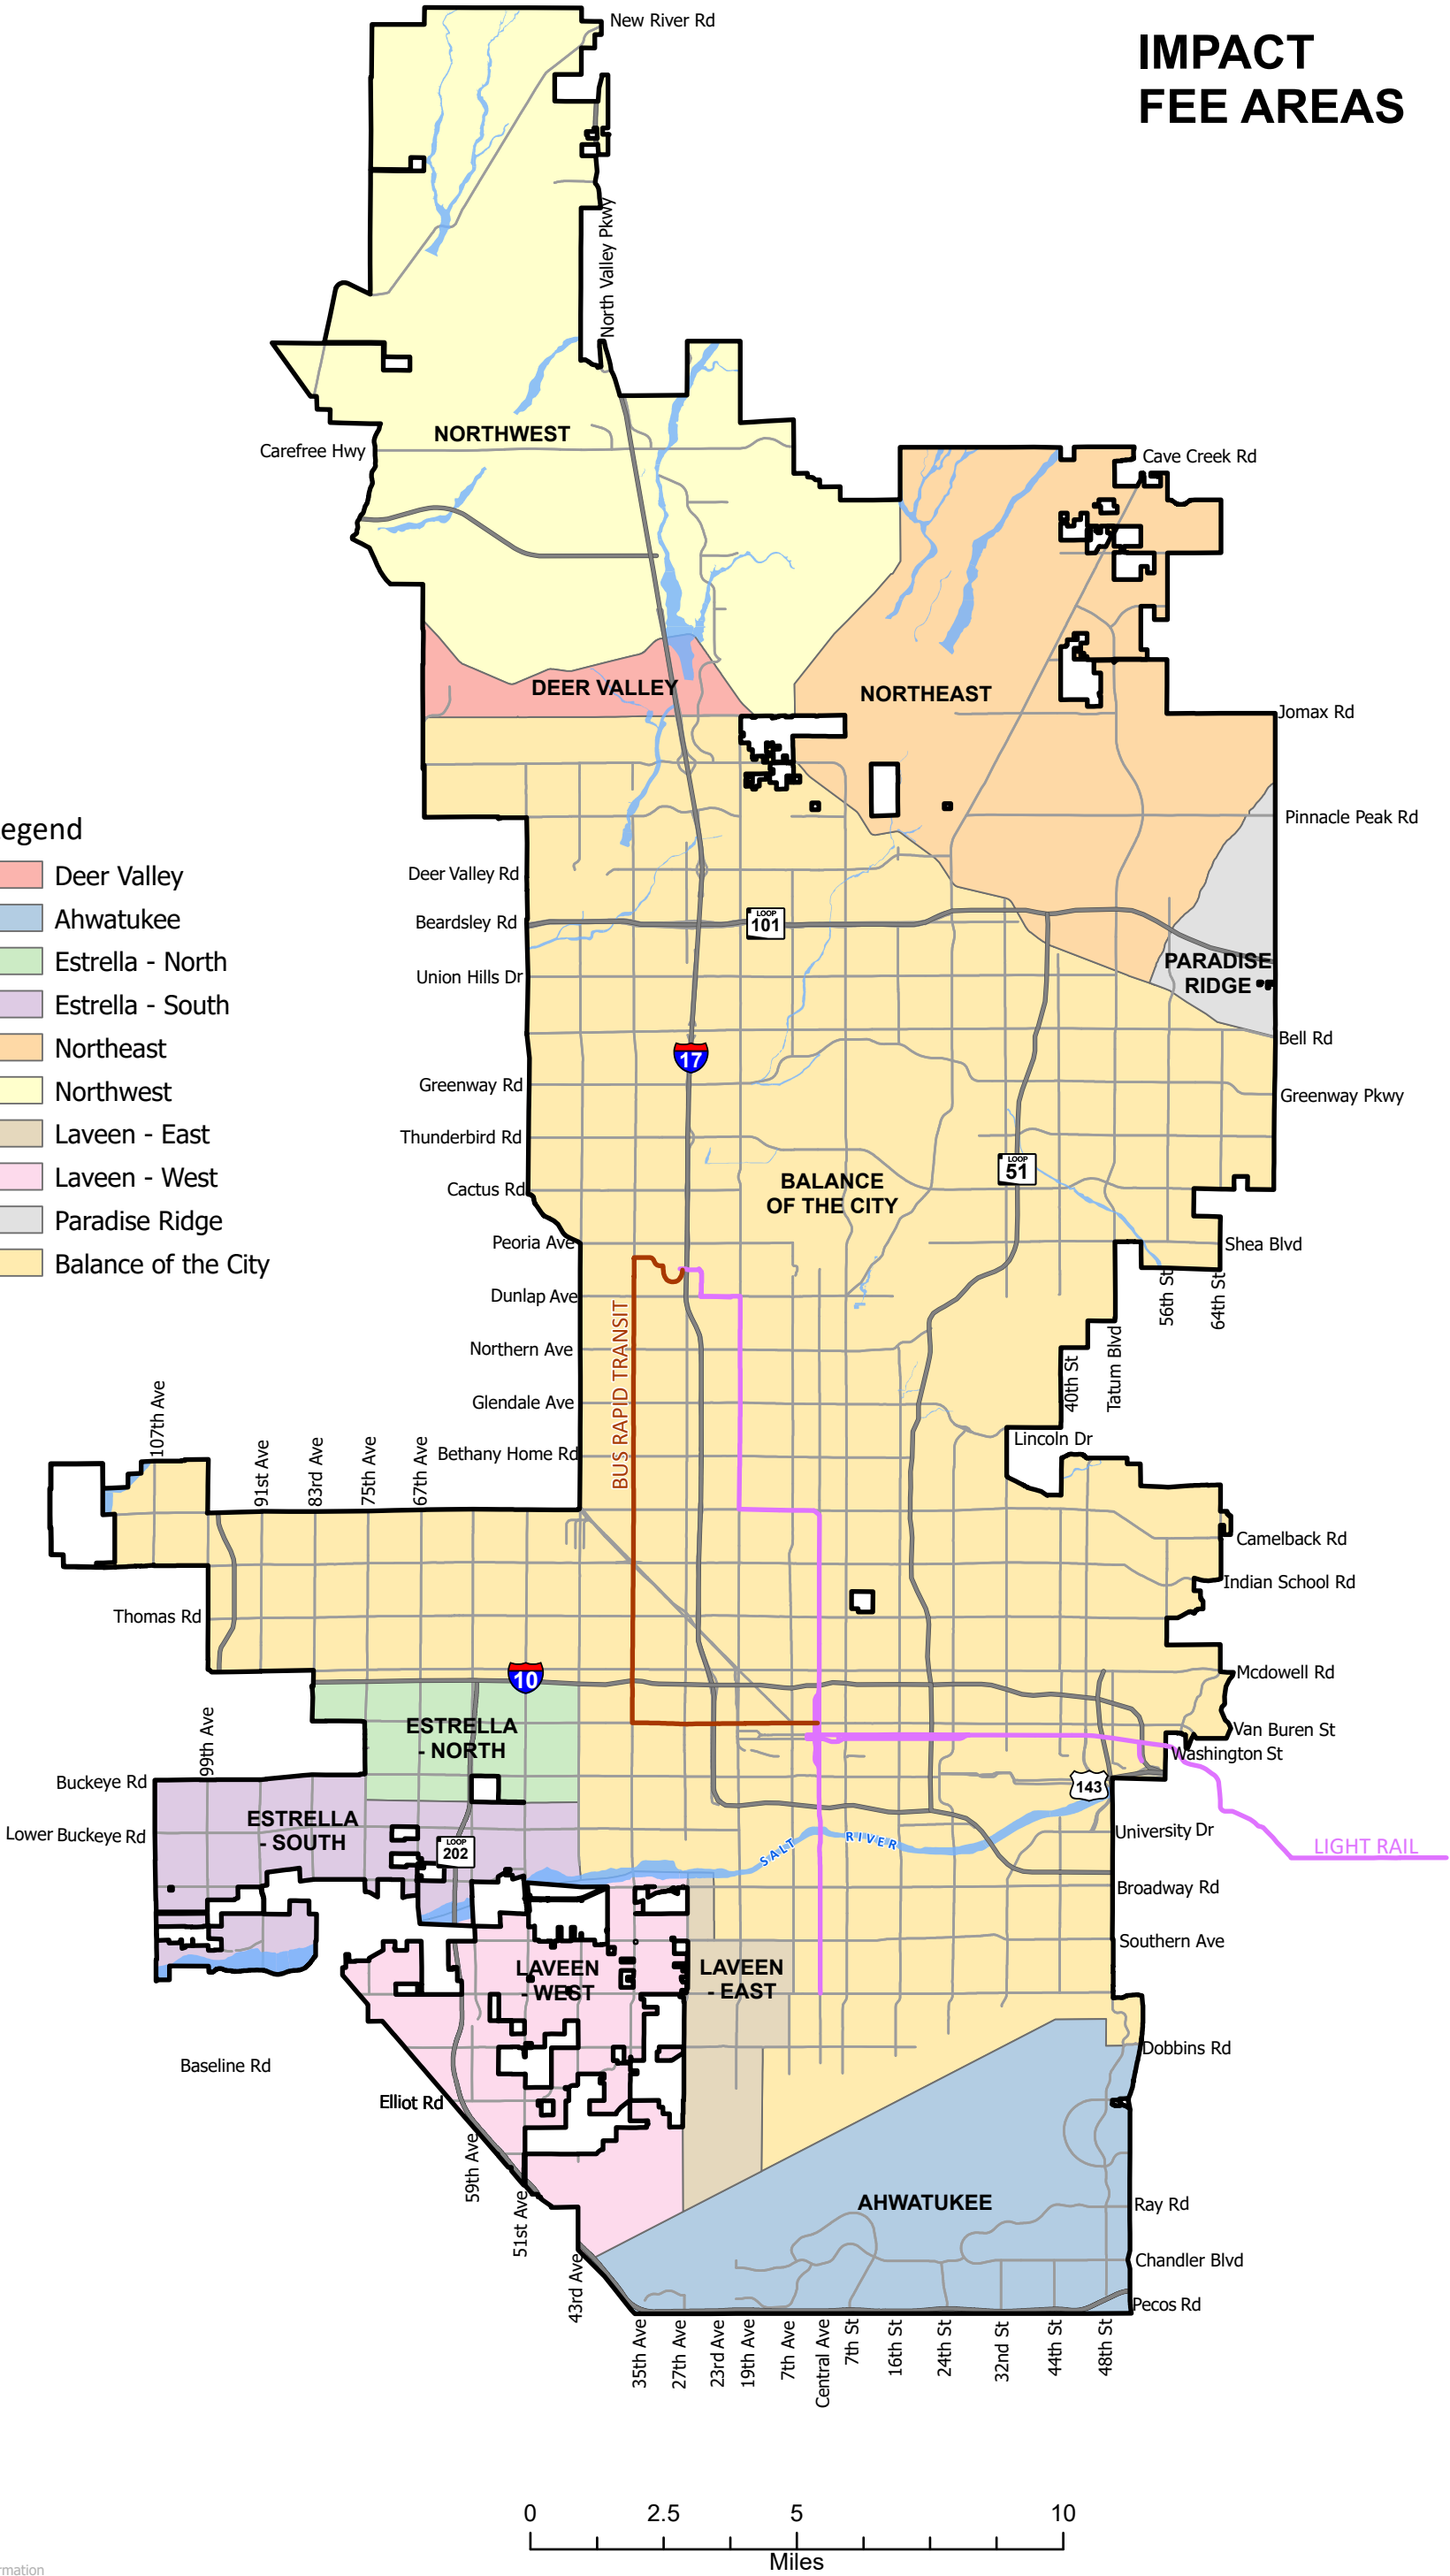 IMPACT
FEE AREAS
New River Rd
North Valley Pkwy
NORTHWEST
Carefree Hwy
Cave Creek Rd
DEER VALLEY
NORTHEAST
Jomax Rd
Pinnacle Peak Rd
egend
Deer Valley
Ahwatukee
Estrella - North
Estrella - South
Northeast
Northwest
Laveen - East
Laveen - West
Paradise Ridge
Balance of the City
Deer Valley Rd
Beardsley Rd
LOOP
101
Union Hills Dr
PARADISE
RIDGE
Bell Rd
17
Greenway Rd
Greenway Pkwy
Thunderbird Rd
LOOP
51
Cactus Rd
BALANCE
OF THE CITY
Peoria Ave
Shea Blvd
Dunlap Ave
56th St
64th St
BUS RAPID TRANSIT
Northern Ave
40th St
Tatum Blvd
Glendale Ave
Lincoln Dr
Bethany Home Rd
107th Ave
91st Ave
83rd Ave
75th Ave
67th Ave
Camelback Rd
Indian School Rd
Thomas Rd
10
Mcdowell Rd
ESTRELLA
- NORTH
99th Ave
Van Buren St
Washington St
Buckeye Rd
143
ESTRELLA
- SOUTH
Lower Buckeye Rd
LOOP
202
SALT RIVER
University Dr
LIGHT RAIL
Broadway Rd
Southern Ave
LAVEEN
- WEST
LAVEEN
- EAST
Dobbins Rd
Baseline Rd
Elliot Rd
59th Ave
51st Ave
43rd Ave
AHWATUKEE
Ray Rd
Chandler Blvd
Pecos Rd
35th Ave
27th Ave
23rd Ave
19th Ave
7th Ave
Central Ave
7th St
16th St
24th St
32nd St
44th St
48th St
0 2.5 5 10
Miles
rmation